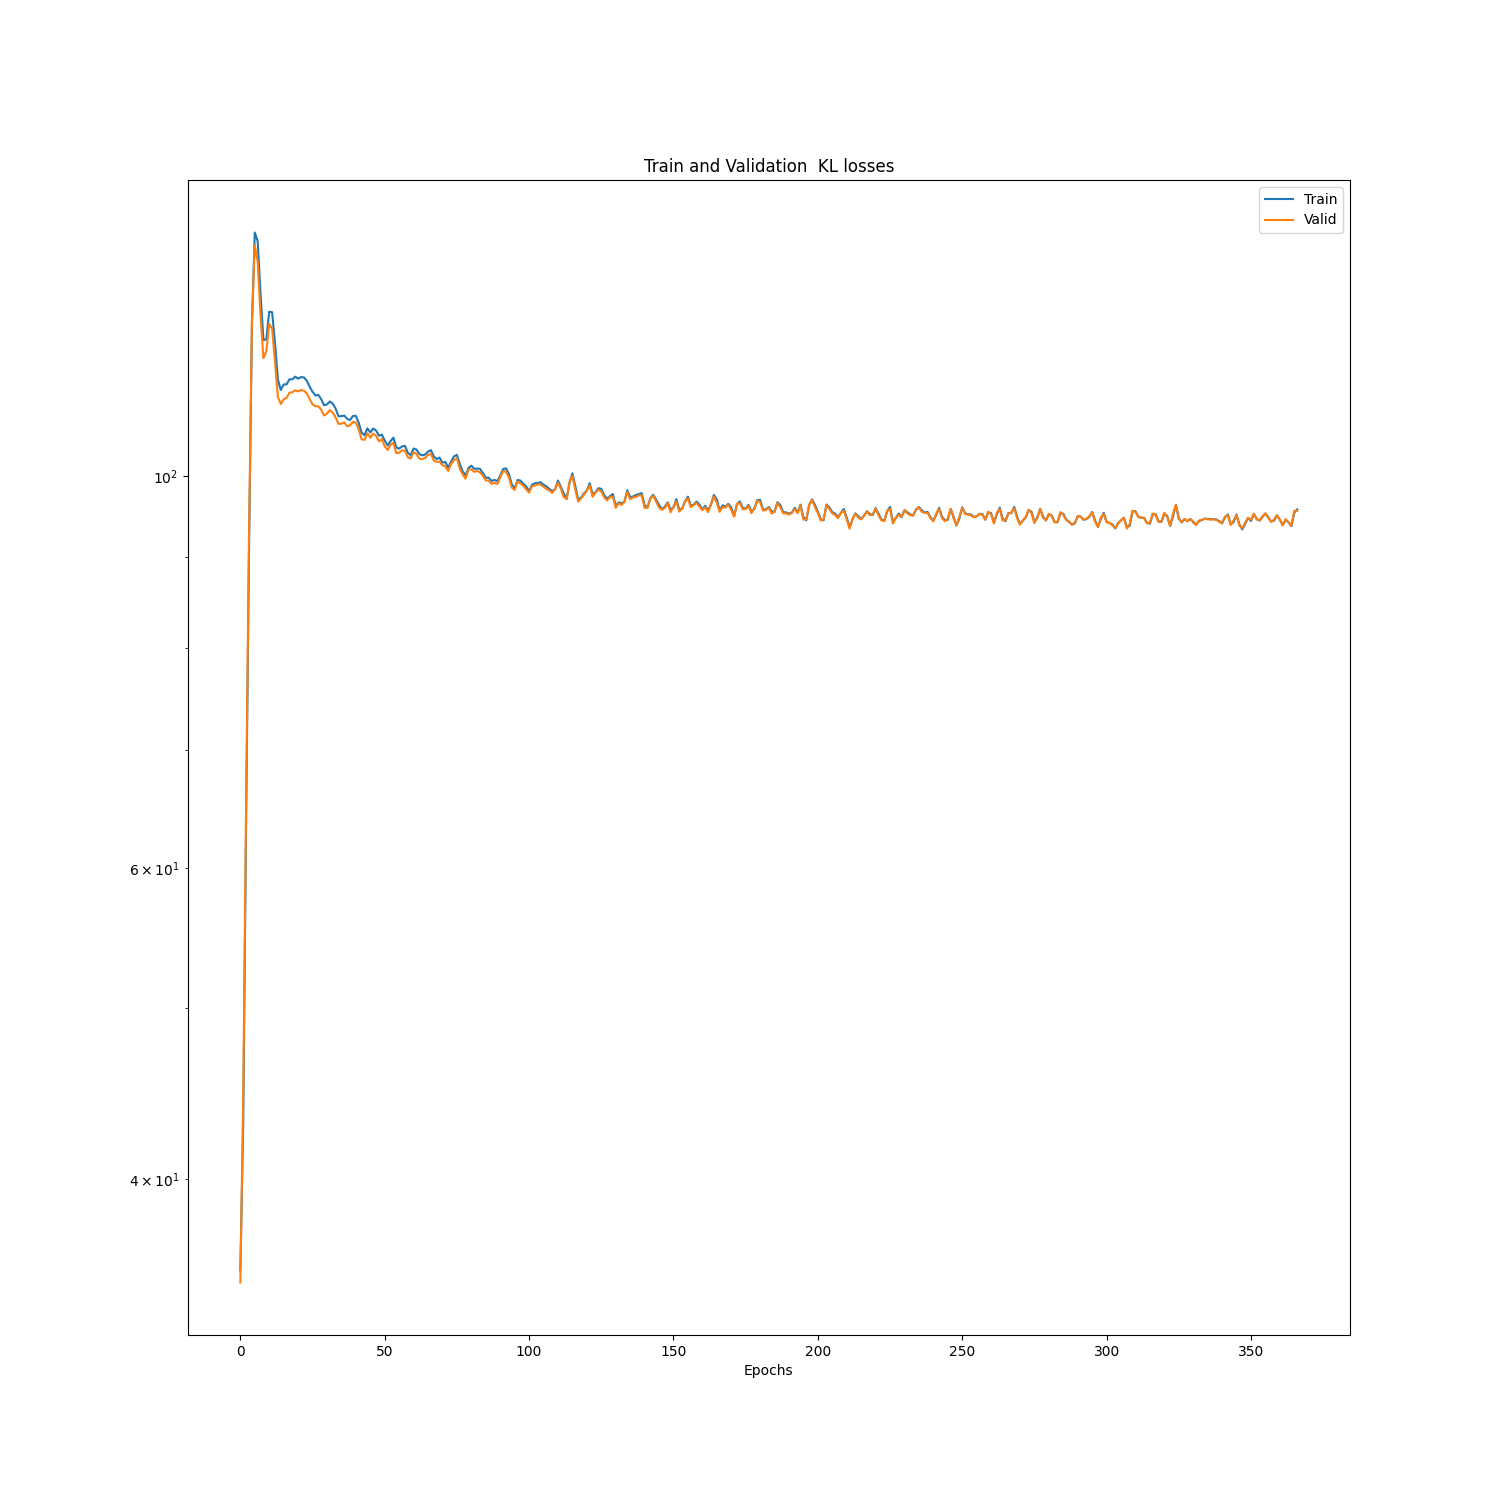 Train and Validation  KL losses
Train
Valid
10²
6 × 10¹
4 × 10¹
0 50 100 150 200 250 300 350
Epochs